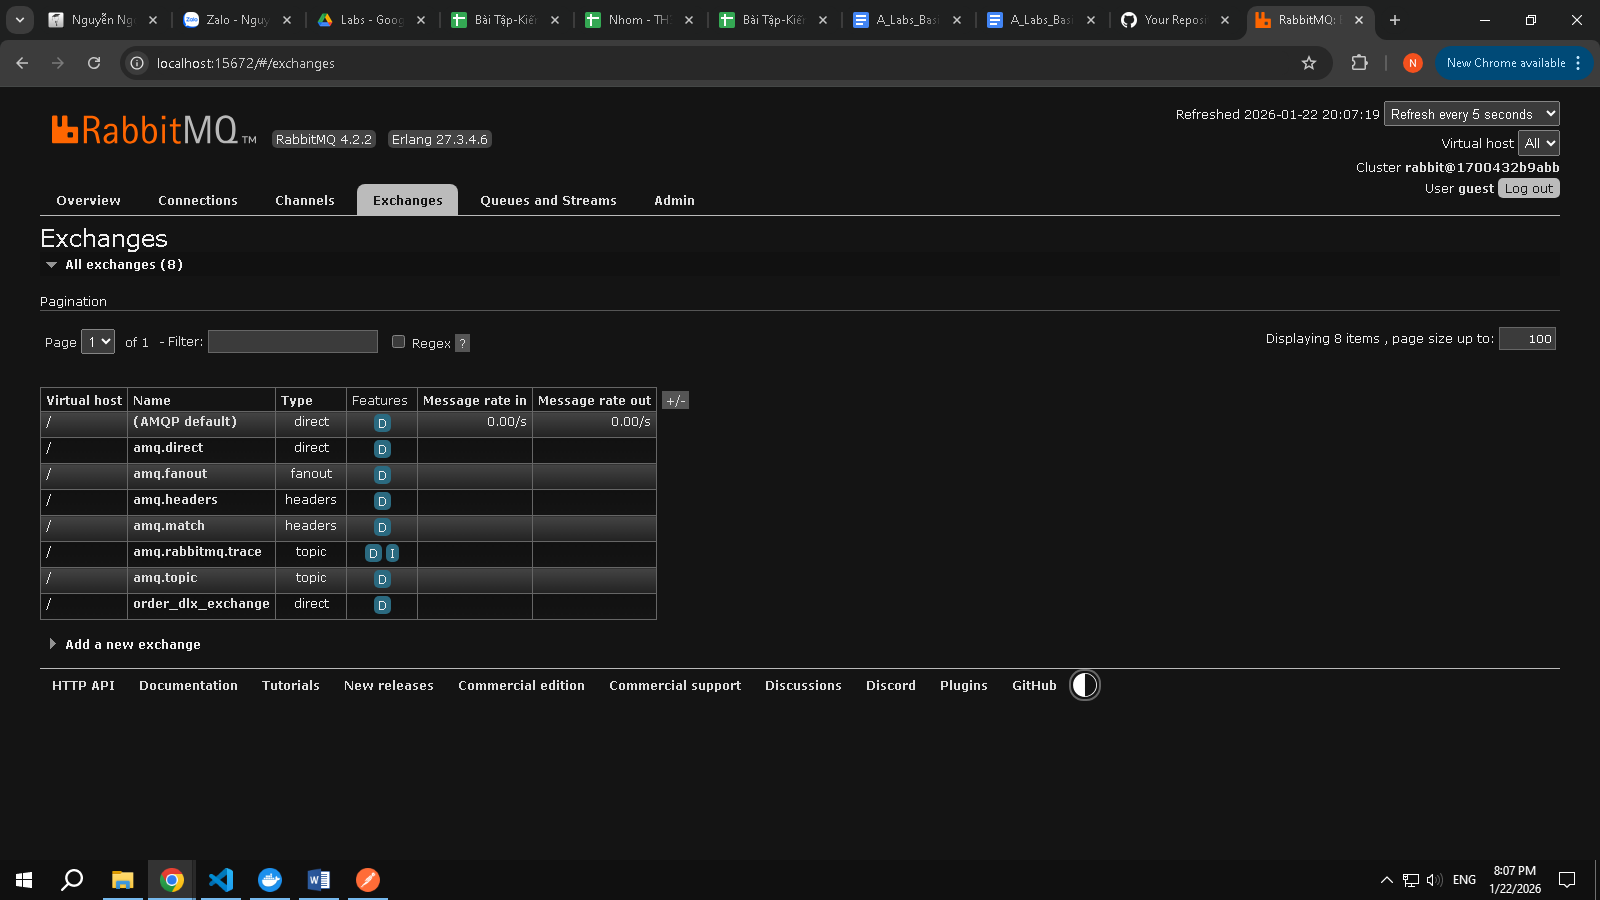 Nguyễn Ng
Zalo - Nguy
Labs - Goog
Bài Tập-Kiến
Nhom - TH
Bài Tập-Kiến
A_Labs_Basi
A_Labs_Basi
Your Reposi
RabbitMQ:
localhost:15672/#/exchanges
N
New Chrome available
RabbitMQ TM
RabbitMQ 4.2.2
Erlang 27.3.4.6
Refreshed 2026-01-22 20:07:19 Refresh every 5 seconds
Virtual host All
Cluster rabbit@1700432b9abb
User guest Log out
Overview Connections Channels Exchanges Queues and Streams Admin
Exchanges
All exchanges (8)
Pagination
Page 1 of 1 - Filter: Regex ?
Displaying 8 items , page size up to: 100
Virtual host Name Type Features Message rate in Message rate out +/-
/ (AMQP default) direct D 0.00/s 0.00/s
/ amq.direct direct D
/ amq.fanout fanout D
/ amq.headers headers D
/ amq.match headers D
/ amq.rabbitmq.trace topic D I
/ amq.topic topic D
/ order_dlx_exchange direct D
Add a new exchange
HTTP API Documentation Tutorials New releases Commercial edition Commercial support Discussions Discord Plugins GitHub
ENG
8:07 PM
1/22/2026